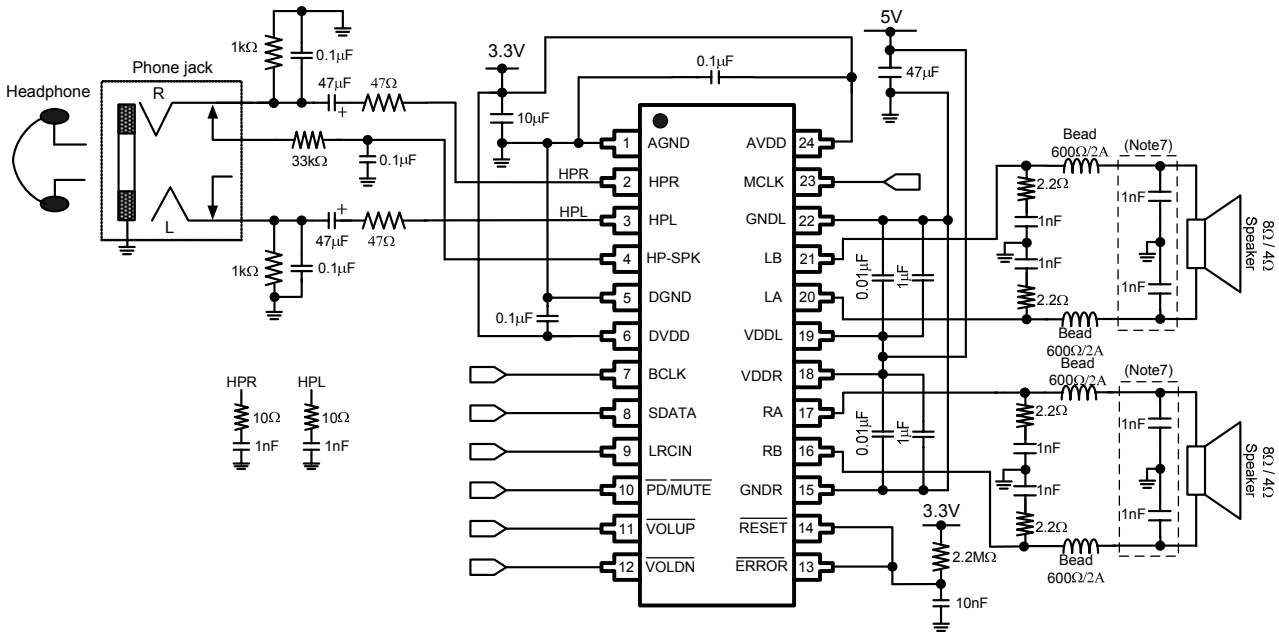 5V
1kΩ
0.1μF
3.3V
0.1μF
47μF
Phone jack
Headphone
R
47μF
47Ω
+
10μF
33kΩ
0.1μF
HPR
HPL
L
+
47μF
47Ω
1kΩ
0.1μF
0.1μF
1 AGND
2 HPR
3 HPL
4 HP-SPK
5 DGND
6 DVDD
7 BCLK
8 SDATA
9 LRCIN
10 PD/MUTE
11 VOLUP
12 VOLDN
AVDD 24
MCLK 23
GNDL 22
LB 21
LA 20
VDDL 19
VDDR 18
RA 17
RB 16
GNDR 15
RESET 14
ERROR 13
0.01μF
1μF
0.01μF
1μF
3.3V
2.2MΩ
10nF
HPR
10Ω
1nF
HPL
10Ω
1nF
Bead
600Ω/2A
(Note7)
2.2Ω
1nF
1nF
2.2Ω
1nF
1nF
8Ω / 4Ω
Speaker
Bead
600Ω/2A
Bead
600Ω/2A
(Note7)
2.2Ω
1nF
1nF
2.2Ω
1nF
1nF
8Ω / 4Ω
Speaker
Bead
600Ω/2A